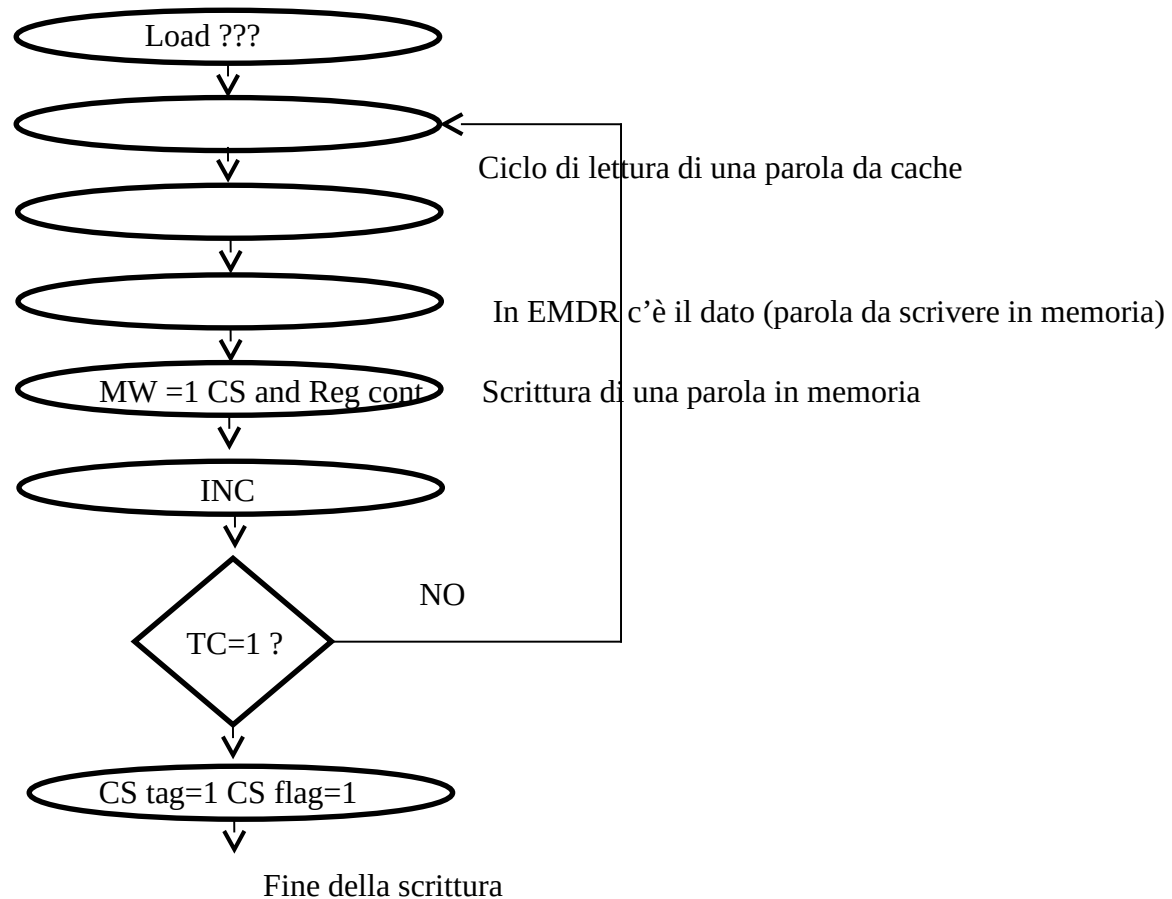 Load ???
Ciclo di lettura di una parola da cache
In EMDR c’è il dato (parola da scrivere in memoria)
MW =1 CS and Reg cont
Scrittura di una parola in memoria
INC
NO
TC=1 ?
CS tag=1 CS flag=1
Fine della scrittura